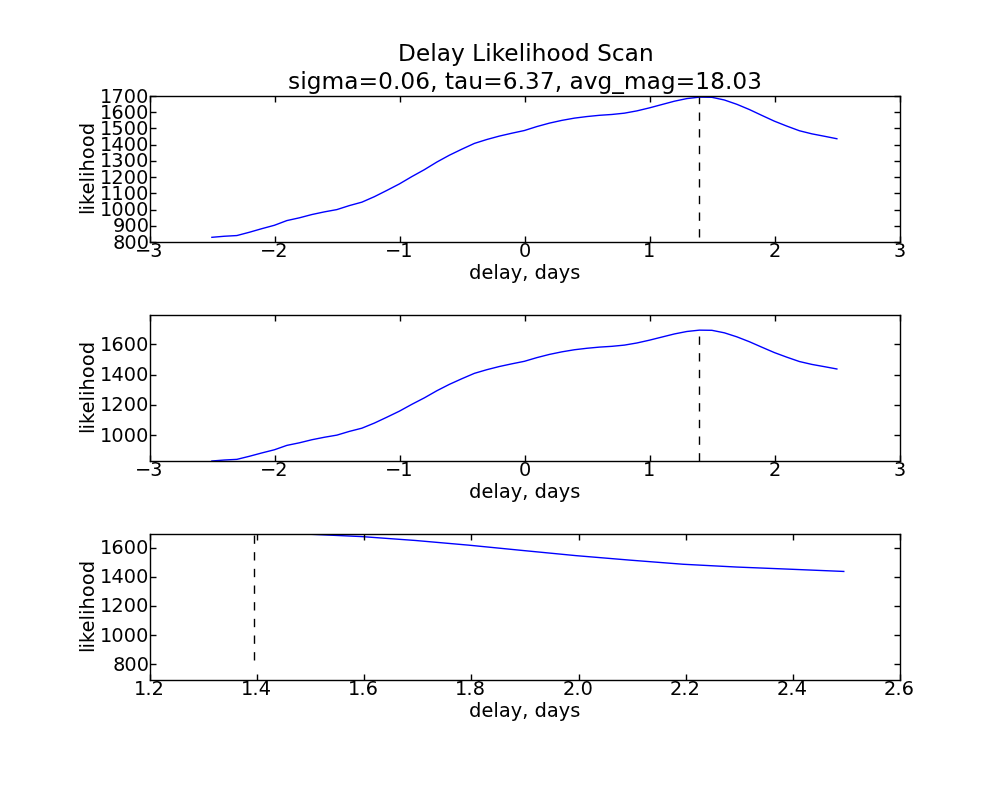 Delay Likelihood Scan
sigma=0.06, tau=6.37, avg_mag=18.03
likelihood
1700
1600
1500
1400
1300
1200
1100
1000
900
800
−3 −2 −1 0 1 2 3
delay, days
likelihood
1600
1400
1200
1000
−3 −2 −1 0 1 2 3
delay, days
likelihood
1600
1400
1200
1000
800
1.2 1.4 1.6 1.8 2.0 2.2 2.4 2.6
delay, days